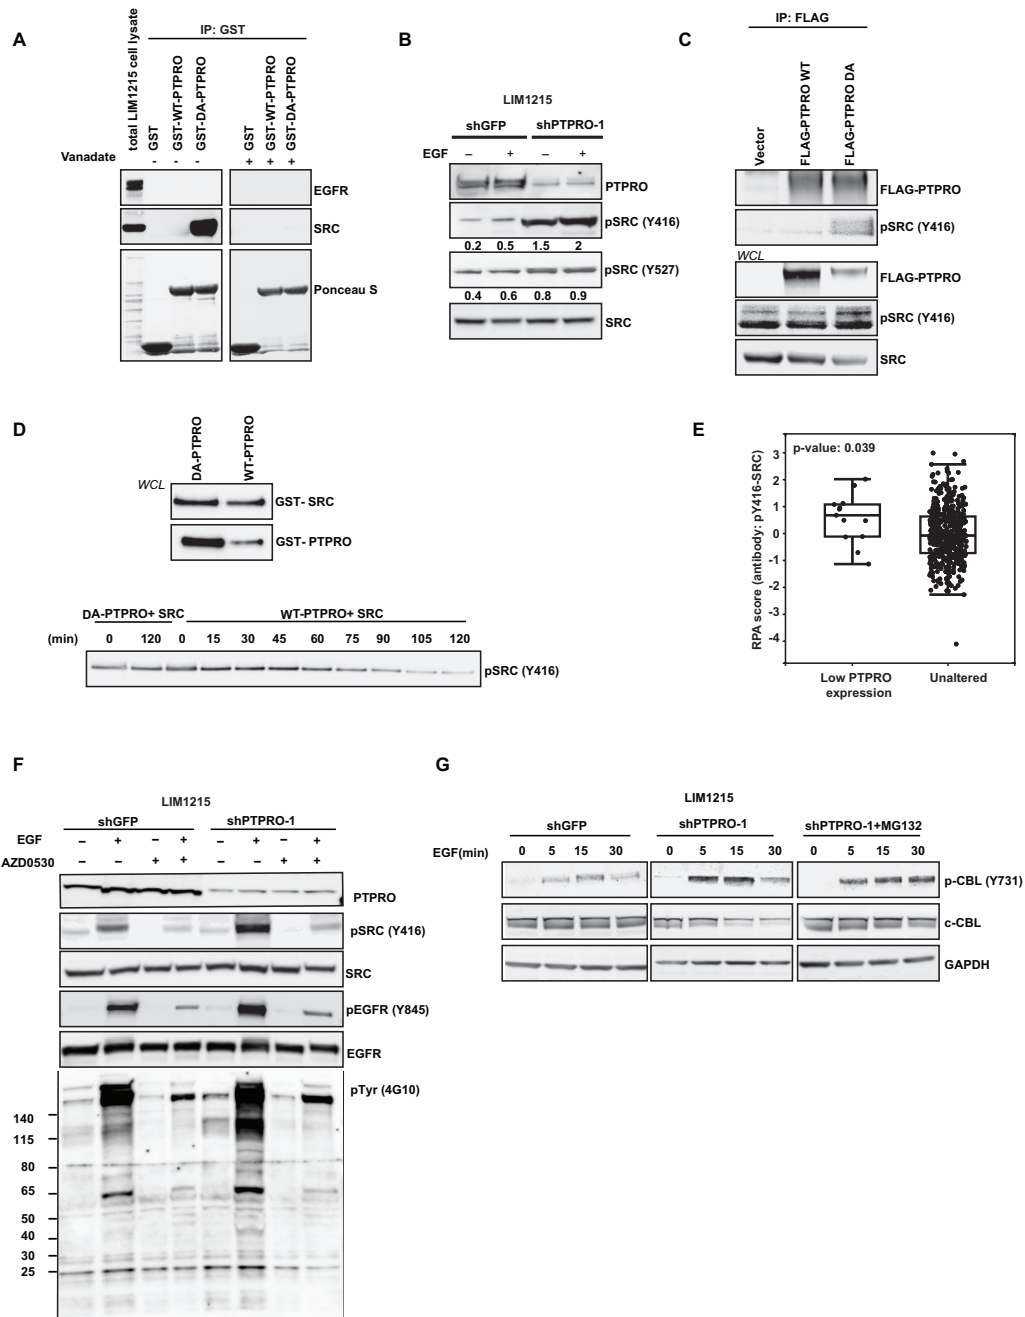 A
total LIM1215 cell lysate
IP: GST
GST
GST-WT-PTPRO
GST-DA-PTPRO
GST
GST-WT-PTPRO
GST-DA-PTPRO
Vanadate - - - + + +
EGFR
SRC
Ponceau S
B
LIM1215
shGFP shPTPRO-1
EGF – + – +
PTPRO
pSRC (Y416)
0.2 0.5 1.5 2
pSRC (Y527)
0.4 0.6 0.8 0.9
SRC
C
IP: FLAG
Vector
FLAG-PTPRO WT
FLAG-PTPRO DA
FLAG-PTPRO
pSRC (Y416)
WCL
FLAG-PTPRO
pSRC (Y416)
SRC
D
DA-PTPRO
WT-PTPRO
WCL
GST- SRC
GST- PTPRO
DA-PTPRO+ SRC WT-PTPRO+ SRC
(min) 0 120 0 15 30 45 60 75 90 105 120
pSRC (Y416)
E
p-value: 0.039
RPA score (antibody: pY416-SRC)
3
2
1
0
-1
-2
-3
-4
Low PTPRO
expression
Unaltered
F
LIM1215
shGFP shPTPRO-1
EGF – + – + – + – +
AZD0530 – – + + – – + +
PTPRO
pSRC (Y416)
SRC
pEGFR (Y845)
EGFR
pTyr (4G10)
140
115
80
65
50
40
30
25
G
LIM1215
shGFP shPTPRO-1 shPTPRO-1+MG132
EGF(min) 0 5 15 30 0 5 15 30 0 5 15 30
p-CBL (Y731)
c-CBL
GAPDH